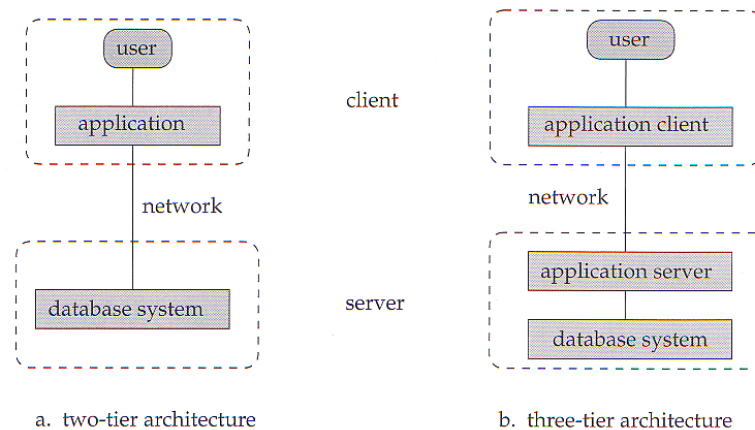 user
application
network
database system
a. two-tier architecture
client
server
user
application client
network
application server
database system
b. three-tier architecture